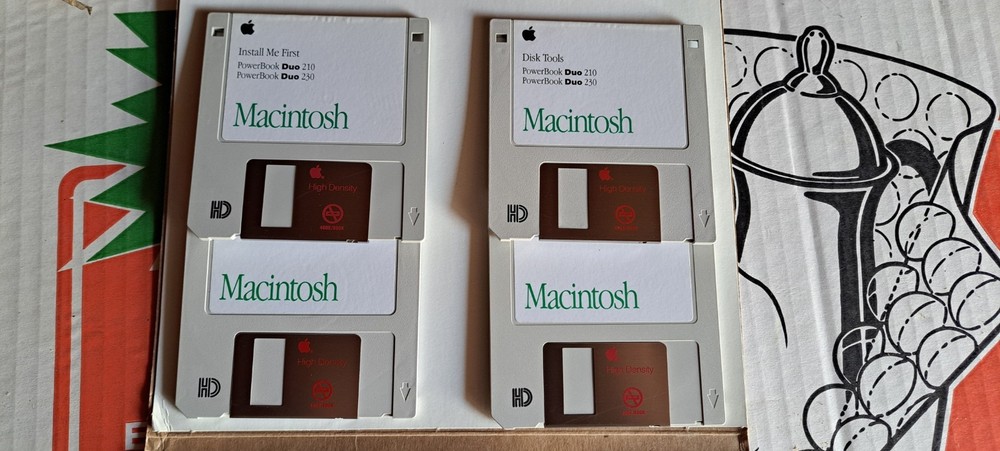 Install Me First
PowerBook Duo 210
PowerBook Duo 230
Macintosh
High Density
HD
Disk Tools
PowerBook Duo 210
PowerBook Duo 230
Macintosh
High Density
HD
Macintosh
High Density
HD
Macintosh
High Density
HD
E